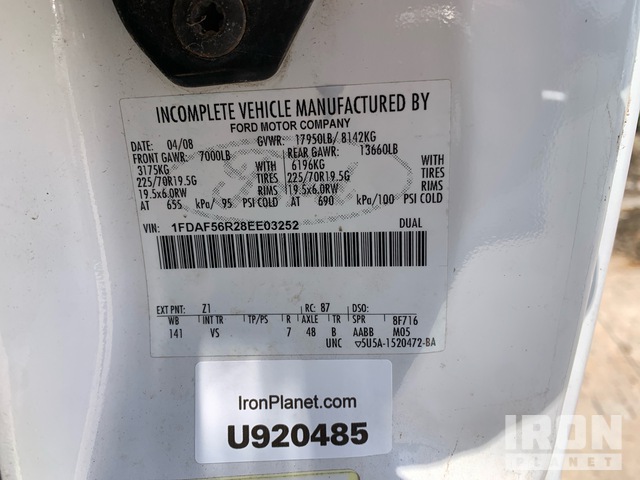 INCOMPLETE VEHICLE MANUFACTURED BY
FORD MOTOR COMPANY
DATE: 04/08 GVWR: 17950LB/ 8142KG
FRONT GAWR: 7000LB REAR GAWR: 13660LB
3175KG WITH 6196KG WITH
225/70R19.5G TIRES 225/70R19.5G TIRES
19.5x6.0RW RIMS 19.5x6.0RW RIMS
AT 655 kPa/ 95 PSI COLD AT 690 kPa/100 PSI COLD
VIN: 1FDAF56R28EE03252 DUAL
EXT PNT: Z1 RC: 87 DSO:
WB INT TR TP/PS R AXLE TR SPR 8F716
141 VS 7 48 B AABB M05
UNC ▽5U5A-1520472-BA
IronPlanet.com
U920485
IRON
PLANET